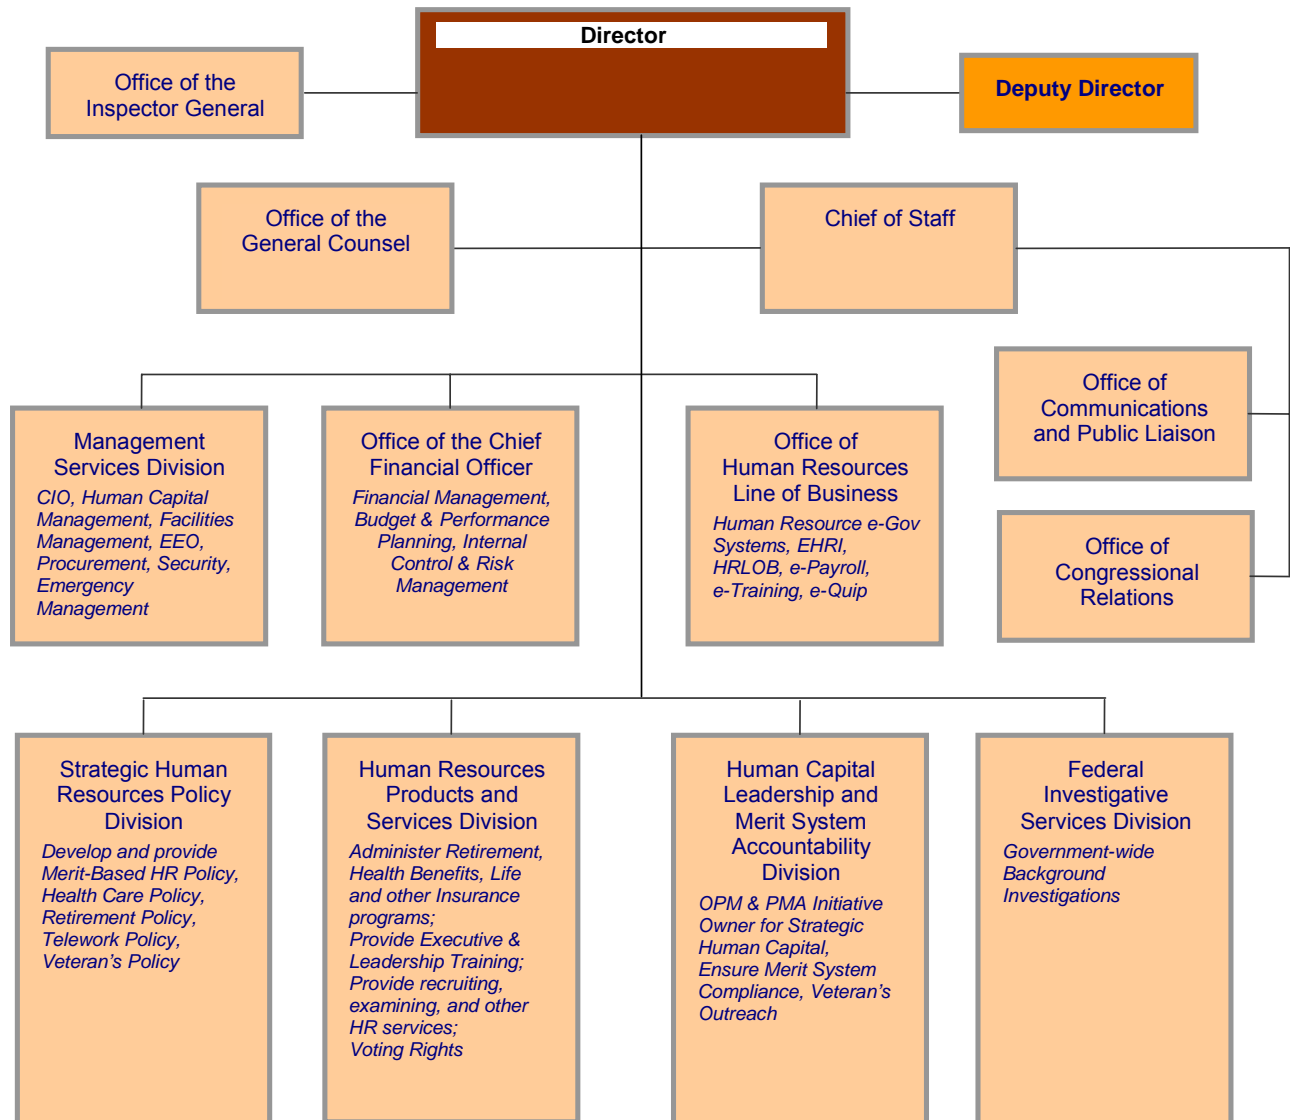 Director
Office of the
Inspector General
Deputy Director
Office of the
General Counsel
Chief of Staff
Office of
Communications
and Public Liaison
Office of
Congressional
Relations
Management
Services Division
CIO, Human Capital
Management, Facilities
Management, EEO,
Procurement, Security,
Emergency
Management
Office of the Chief
Financial Officer
Financial Management,
Budget & Performance
Planning, Internal
Control & Risk
Management
Office of
Human Resources
Line of Business
Human Resource e-Gov
Systems, EHRI,
HRLOB, e-Payroll,
e-Training, e-Quip
Strategic Human
Resources Policy
Division
Develop and provide
Merit-Based HR Policy,
Health Care Policy,
Retirement Policy,
Telework Policy,
Veteran's Policy
Human Resources
Products and
Services Division
Administer Retirement,
Health Benefits, Life
and other Insurance
programs;
Provide Executive &
Leadership Training;
Provide recruiting,
examining, and other
HR services;
Voting Rights
Human Capital
Leadership and
Merit System
Accountability
Division
OPM & PMA Initiative
Owner for Strategic
Human Capital,
Ensure Merit System
Compliance, Veteran's
Outreach
Federal
Investigative
Services Division
Government-wide
Background
Investigations